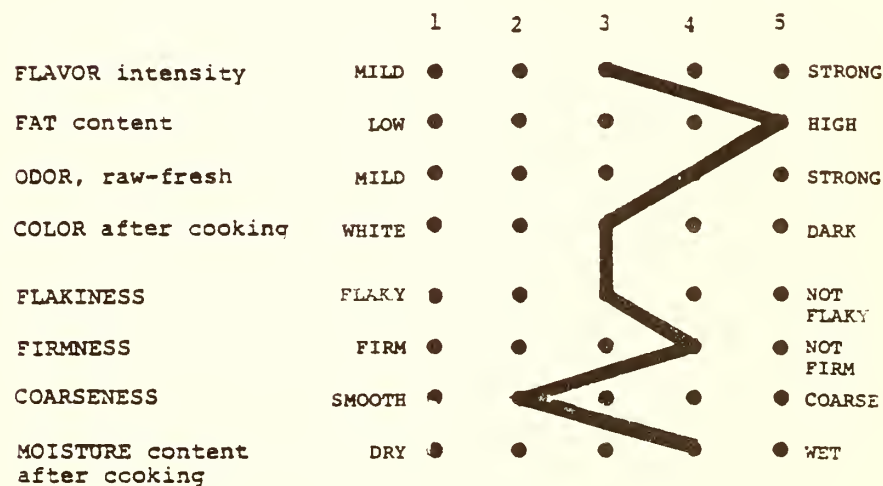 1 2 3 4 5
FLAVOR intensity MILD STRONG
FAT content LOW HIGH
ODOR, raw-fresh MILD STRONG
COLOR after cooking WHITE DARK
FLAKINESS FLAKY NOT
FLAKY
FIRMNESS FIRM NOT
FIRM
COARSENESS SMOOTH COARSE
MOISTURE content DRY WET
after cooking